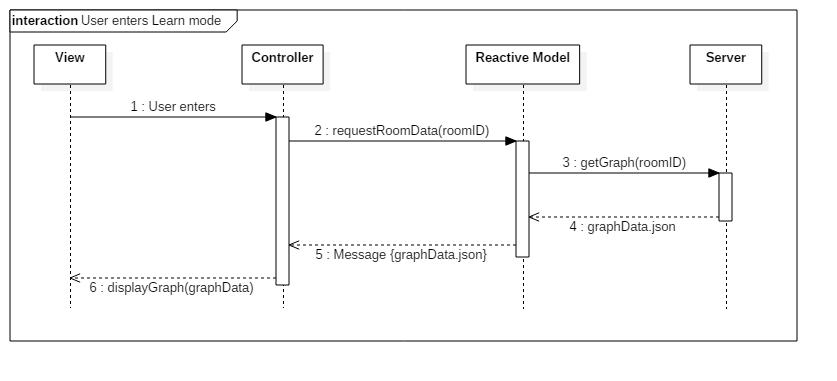 interaction User enters Learn mode
View
Controller
Reactive Model
Server
1 : User enters
2 : requestRoomData(roomID)
3 : getGraph(roomID)
4 : graphData.json
5 : Message {graphData.json}
6 : displayGraph(graphData)